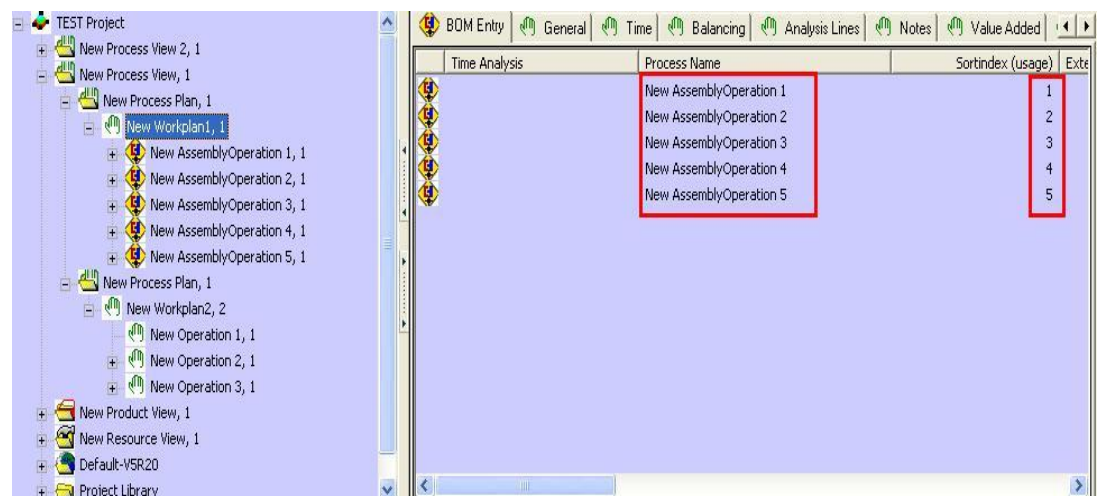 TEST Project
New Process View 2, 1
New Process View, 1
New Process Plan, 1
New Workplan1, 1
New AssemblyOperation 1, 1
New AssemblyOperation 2, 1
New AssemblyOperation 3, 1
New AssemblyOperation 4, 1
New AssemblyOperation 5, 1
New Process Plan, 1
New Workplan2, 2
New Operation 1, 1
New Operation 2, 1
New Operation 3, 1
New Product View, 1
New Resource View, 1
Default-V5R20
Project Library
BOM Entry General Time Balancing Analysis Lines Notes Value Added
Time Analysis Process Name Sortindex (usage) Exte
New AssemblyOperation 1 1
New AssemblyOperation 2 2
New AssemblyOperation 3 3
New AssemblyOperation 4 4
New AssemblyOperation 5 5